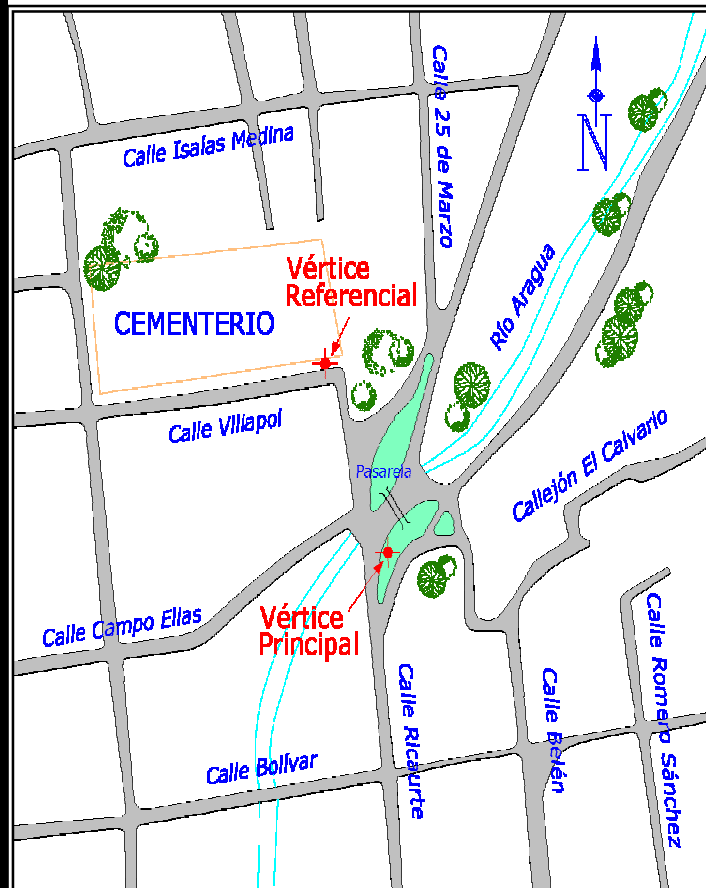 Calle 25 de Marzo
N
Calle Isaías Medina
Río Aragua
Vértice
Referencial
CEMENTERIO
Calle Villapol
Pasarela
Callejón El Calvario
Calle Campo Elías
Vértice
Principal
Calle Romero Sánchez
Calle Ricaurte
Calle Belén
Calle Bolívar